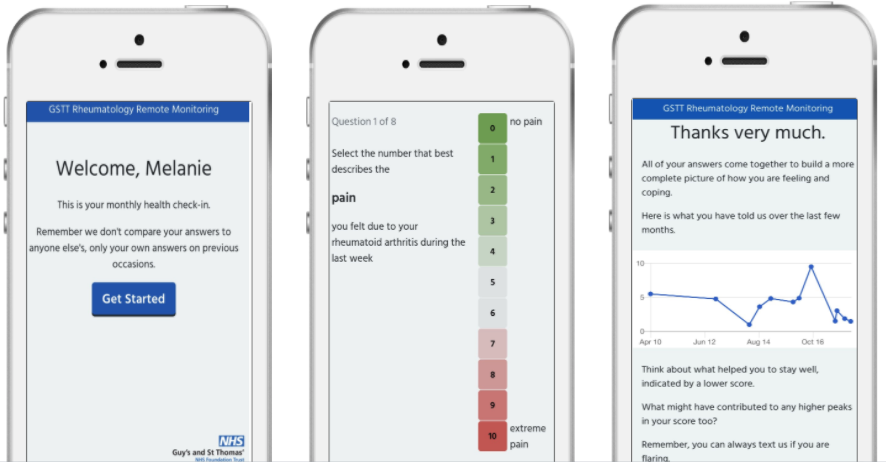 GSTT Rheumatology Remote Monitoring
Welcome, Melanie
This is your monthly health check-in.
Remember we don't compare your answers to
anyone else's, only your own answers on previous
occasions.
Get Started
NHS
Guy's and St Thomas'
NHS Foundation Trust
Question 1 of 8
Select the number that best
describes the
pain
you felt due to your
rheumatoid arthritis during the
last week
0 no pain
1
2
3
4
5
6
7
8
9
10 extreme
pain
GSTT Rheumatology Remote Monitoring
Thanks very much.
All of your answers come together to build a more
complete picture of how you are feeling and
coping.
Here is what you have told us over the last few
months.
10
5
0
Apr 10 Jun 12 Aug 14 Oct 16
Think about what helped you to stay well,
indicated by a lower score.
What might have contributed to any higher peaks
in your score too?
Remember, you can always text us if you are
flaring.